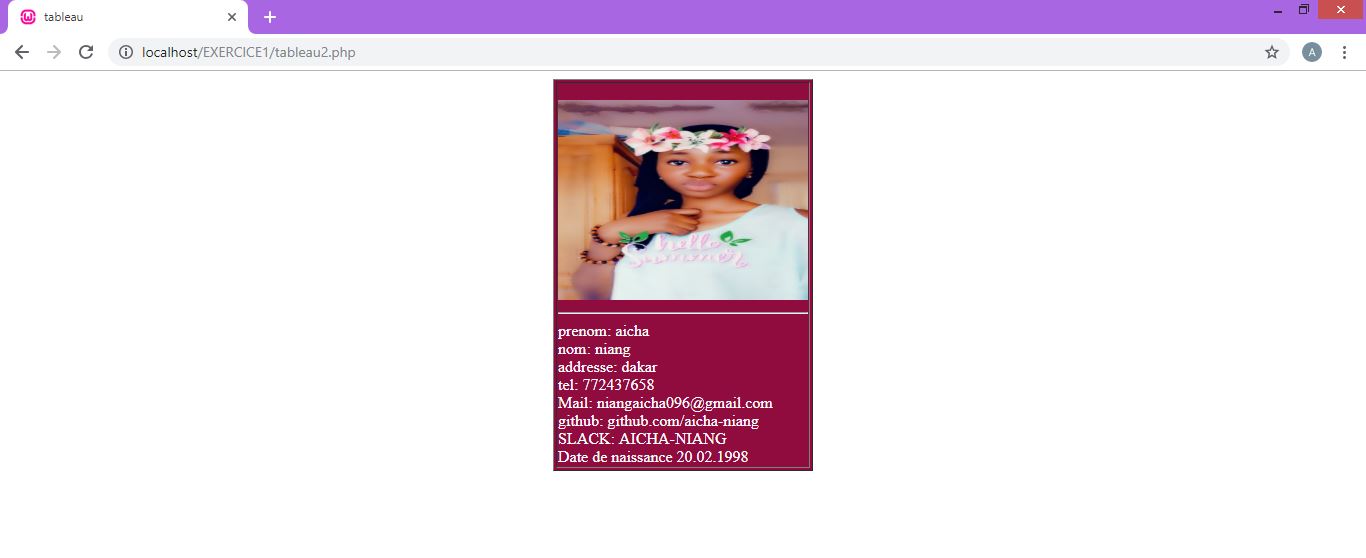 tableau
localhost/EXERCICE1/tableau2.php
A
hello
Summer
prenom: aicha
nom: niang
addresse: dakar
tel: 772437658
Mail: niangaicha096@gmail.com
github: github.com/aicha-niang
SLACK: AICHA-NIANG
Date de naissance 20.02.1998